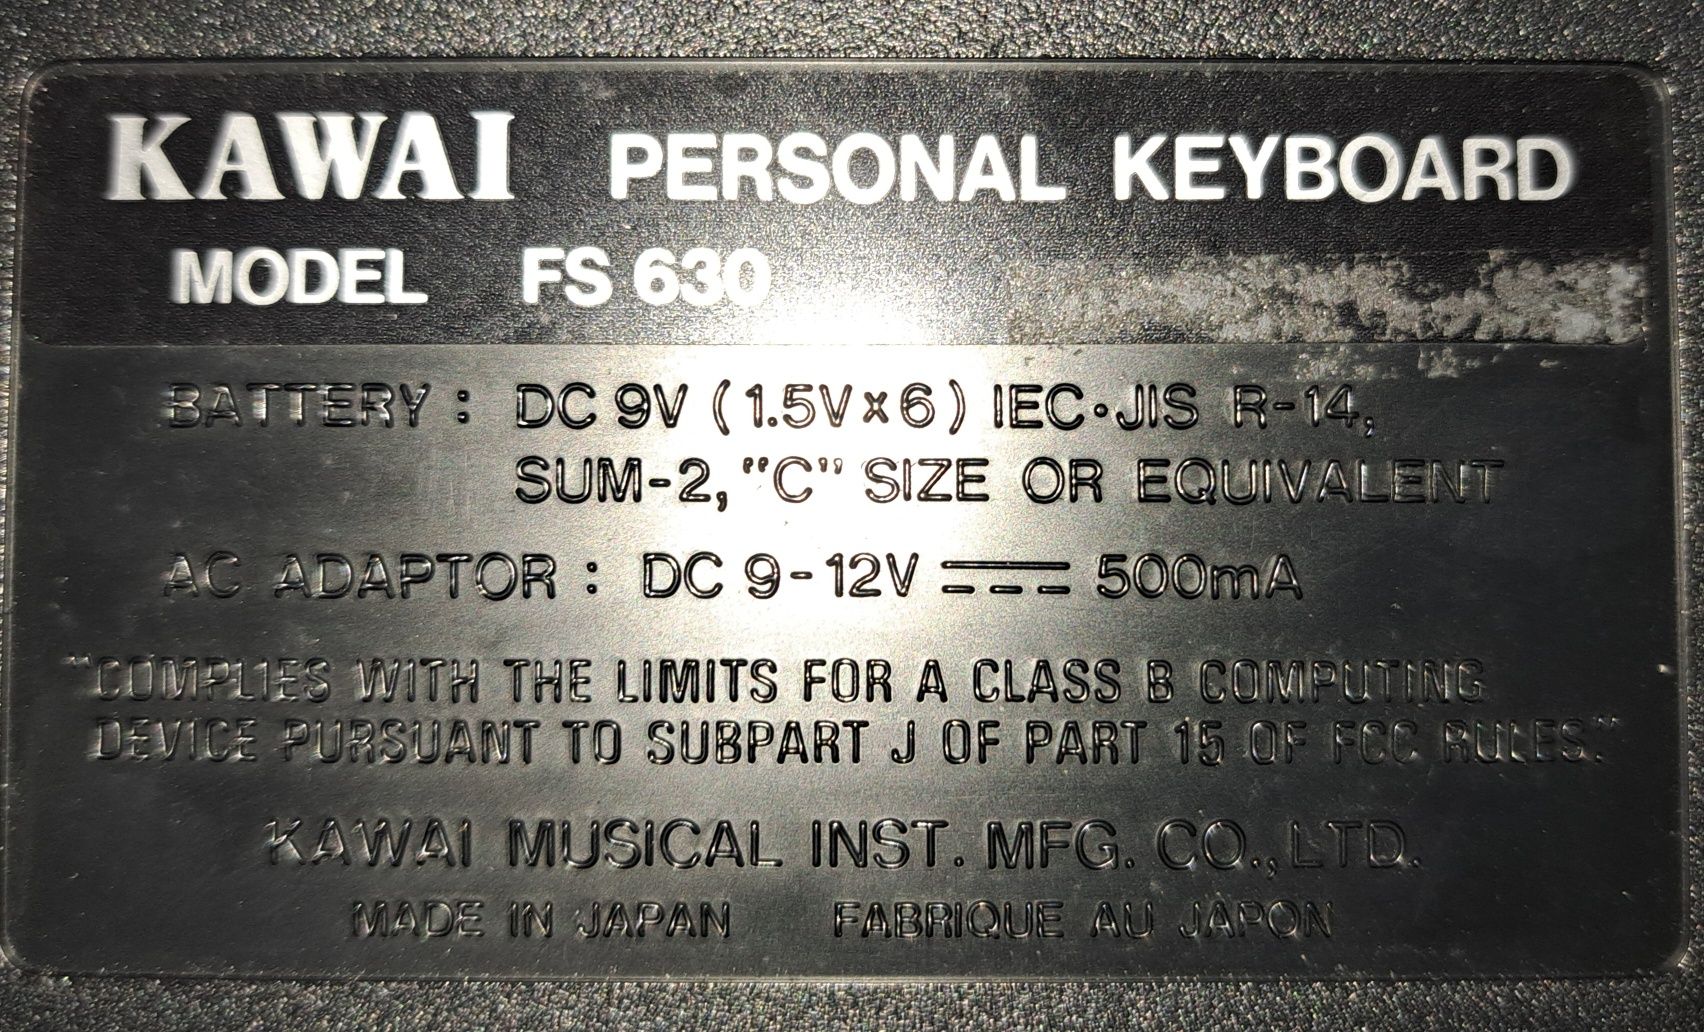 KAWAI PERSONAL KEYBOARD
MODEL FS 630
BATTERY : DC 9V (1.5V×6) IEC·JIS R-14,
SUM-2, "C" SIZE OR EQUIVALENT
AC ADAPTOR : DC 9-12V ⎓ 500mA
"COMPLIES WITH THE LIMITS FOR A CLASS B COMPUTING
DEVICE PURSUANT TO SUBPART J OF PART 15 OF FCC RULES."
KAWAI MUSICAL INST. MFG. CO., LTD.
MADE IN JAPAN FABRIQUE AU JAPON